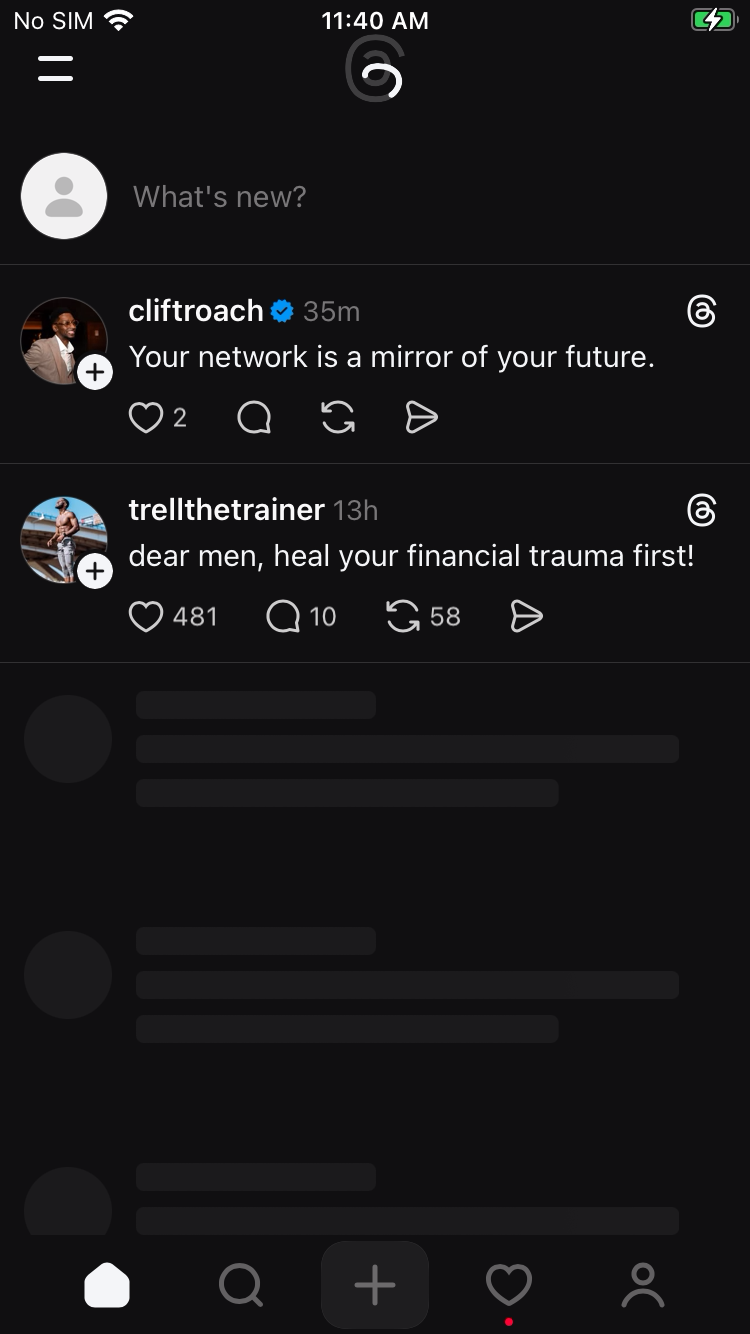 No SIM 11:40 AM
What's new?
cliftroach 35m
Your network is a mirror of your future.
2
trellthetrainer 13h
dear men, heal your financial trauma first!
481 10 58